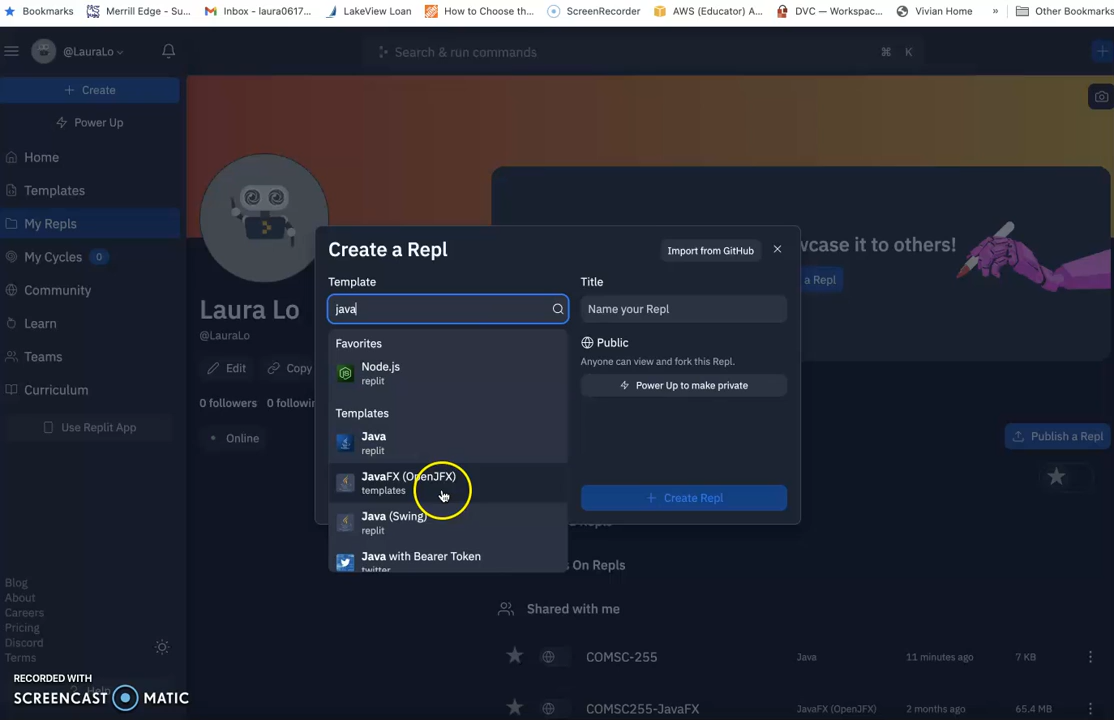 Bookmarks Merrill Edge - Su... Inbox - laura0617... LakeView Loan How to Choose th... ScreenRecorder AWS (Educator) A... DVC — Workspac... Vivian Home » Other Bookmarks
@LauraLo
Search & run commands ⌘ K
+ Create
Power Up
Home
Templates
My Repls
My Cycles 0
Community
Learn
Teams
Curriculum
Use Replit App
Blog
About
Careers
Pricing
Discord
Terms
Help
RECORDED WITH
SCREENCAST MATIC
Laura Lo
@LauraLo
Edit
Copy
0 followers 0 followin
Online
wcase it to others!
a Repl
Publish a Repl
Create a Repl
Import from GitHub
Template
java
Favorites
Node.js
replit
Templates
Java
replit
JavaFX (OpenJFX)
templates
Java (Swing)
replit
Java with Bearer Token
twitter
Title
Name your Repl
Public
Anyone can view and fork this Repl.
Power Up to make private
+ Create Repl
s On Repls
Shared with me
COMSC-255 Java 11 minutes ago 7 KB
COMSC255-JavaFX JavaFX (OpenJFX) 2 months ago 65.4 MB